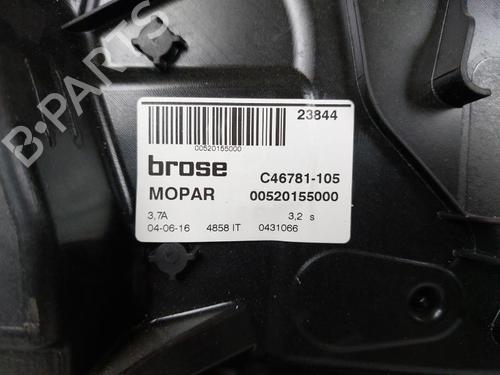 B-PARTS
23844
00520155000
brose
C46781-105
MOPAR 00520155000
3,7A 3,2 s
04-06-16 4858 IT 0431066